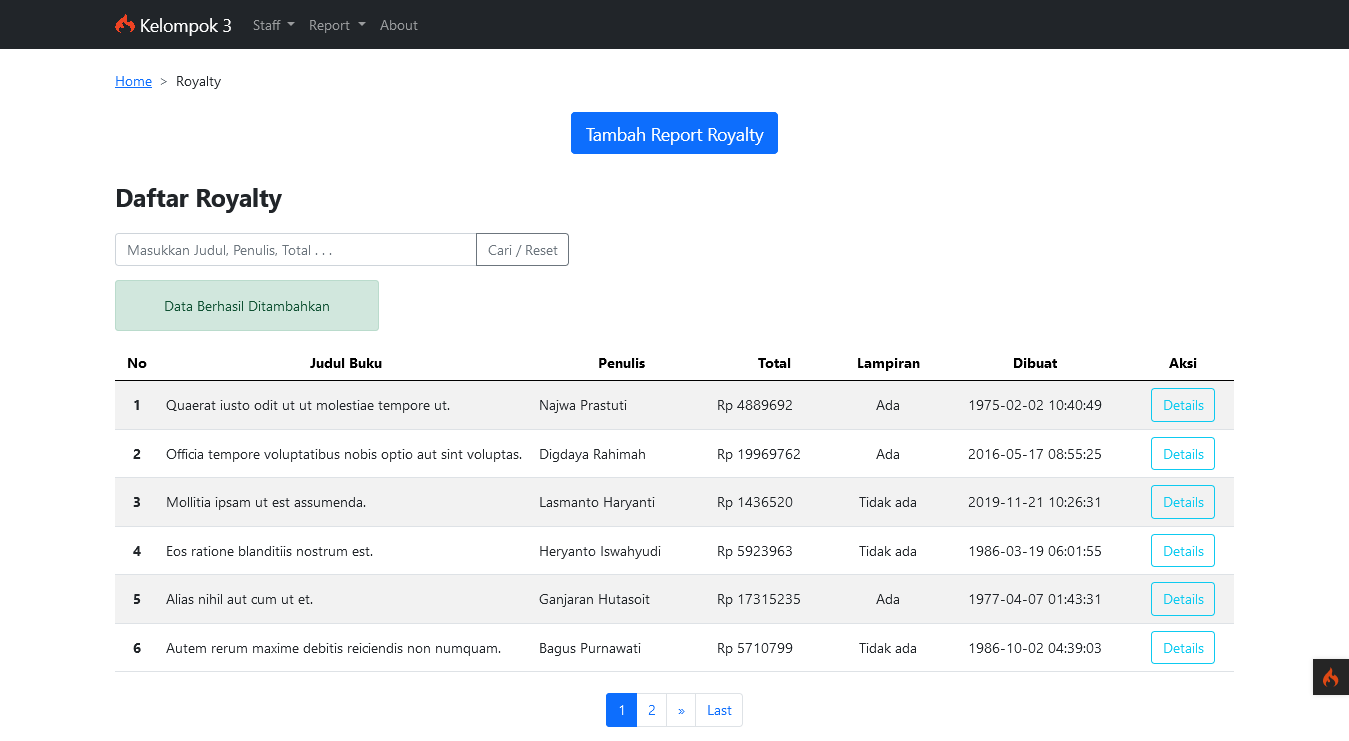 Kelompok 3 Staff Report About
Home > Royalty
Tambah Report Royalty
Daftar Royalty
Masukkan Judul, Penulis, Total . . . Cari / Reset
Data Berhasil Ditambahkan
No Judul Buku Penulis Total Lampiran Dibuat Aksi
1 Quaerat iusto odit ut ut molestiae tempore ut. Najwa Prastuti Rp 4889692 Ada 1975-02-02 10:40:49 Details
2 Officia tempore voluptatibus nobis optio aut sint voluptas. Digdaya Rahimah Rp 19969762 Ada 2016-05-17 08:55:25 Details
3 Mollitia ipsam ut est assumenda. Lasmanto Haryanti Rp 1436520 Tidak ada 2019-11-21 10:26:31 Details
4 Eos ratione blanditiis nostrum est. Heryanto Iswahyudi Rp 5923963 Tidak ada 1986-03-19 06:01:55 Details
5 Alias nihil aut cum ut et. Ganjaran Hutasoit Rp 17315235 Ada 1977-04-07 01:43:31 Details
6 Autem rerum maxime debitis reiciendis non numquam. Bagus Purnawati Rp 5710799 Tidak ada 1986-10-02 04:39:03 Details
1 2 » Last